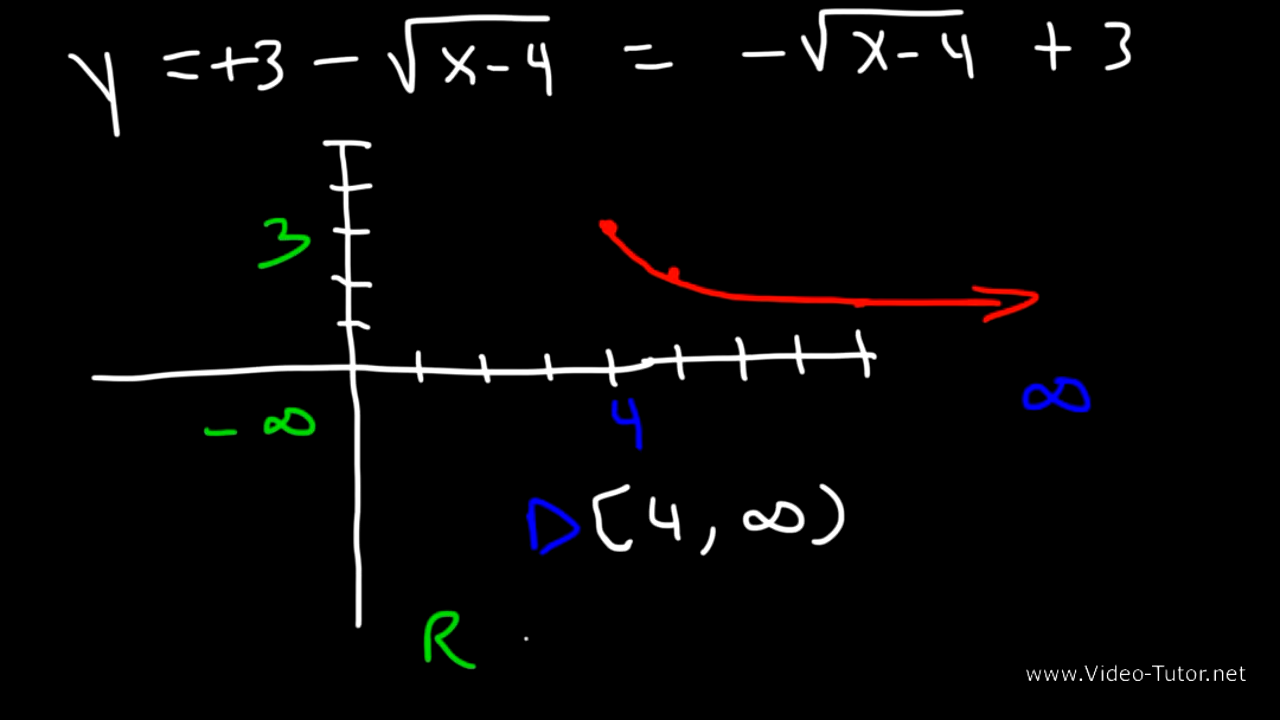 y = +3 - √(x-4) = -√(x-4) + 3
3
- ∞
4
∞
D [4, ∞)
R
www.Video-Tutor.net